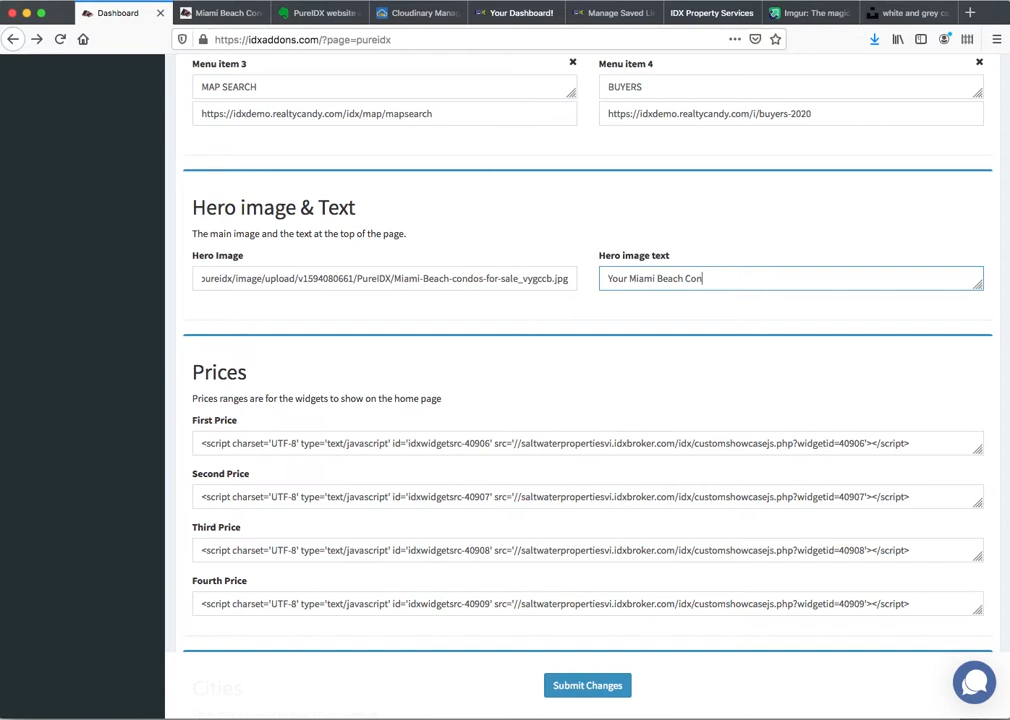 Dashboard
Miami Beach Con
PureIDX website
Cloudinary Mana
Your Dashboard!
Manage Saved Li
IDX Property Services
Imgur: The magic
white and grey co
https://idxaddons.com/?page=pureidx
Menu item 3
Menu item 4
MAP SEARCH
BUYERS
https://idxdemo.realtycandy.com/idx/map/mapsearch
https://idxdemo.realtycandy.com/i/buyers-2020
Hero image & Text
The main image and the text at the top of the page.
Hero Image
Hero image text
pureidx/image/upload/v1594080661/PureIDX/Miami-Beach-condos-for-sale_vygccb.jpg
Your Miami Beach Con
Prices
Prices ranges are for the widgets to show on the home page
First Price
<script charset='UTF-8' type='text/javascript' id='idxwidgetsrc-40906' src='//saltwaterpropertiesvi.idxbroker.com/idx/customshowcasejs.php?widgetid=40906'></script>
Second Price
<script charset='UTF-8' type='text/javascript' id='idxwidgetsrc-40907' src='//saltwaterpropertiesvi.idxbroker.com/idx/customshowcasejs.php?widgetid=40907'></script>
Third Price
<script charset='UTF-8' type='text/javascript' id='idxwidgetsrc-40908' src='//saltwaterpropertiesvi.idxbroker.com/idx/customshowcasejs.php?widgetid=40908'></script>
Fourth Price
<script charset='UTF-8' type='text/javascript' id='idxwidgetsrc-40909' src='//saltwaterpropertiesvi.idxbroker.com/idx/customshowcasejs.php?widgetid=40909'></script>
Cities
Submit Changes